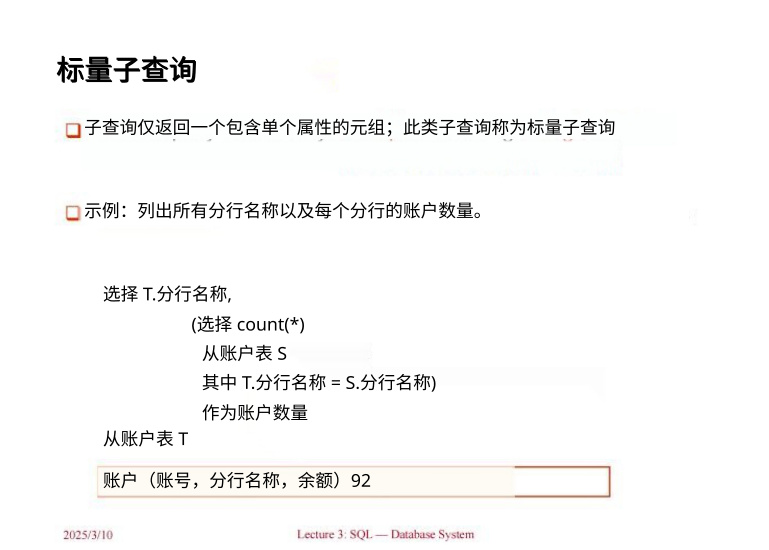 标量子查询
子查询仅返回一个包含单个属性的元组；此类子查询称为标量子查询
示例：列出所有分行名称以及每个分行的账户数量。
选择 T.分行名称,
(选择 count(*)
从账户表 S
其中 T.分行名称 = S.分行名称)
作为账户数量
从账户表 T
账户（账号，分行名称，余额）92
2025/3/10
Lecture 3: SQL — Database System